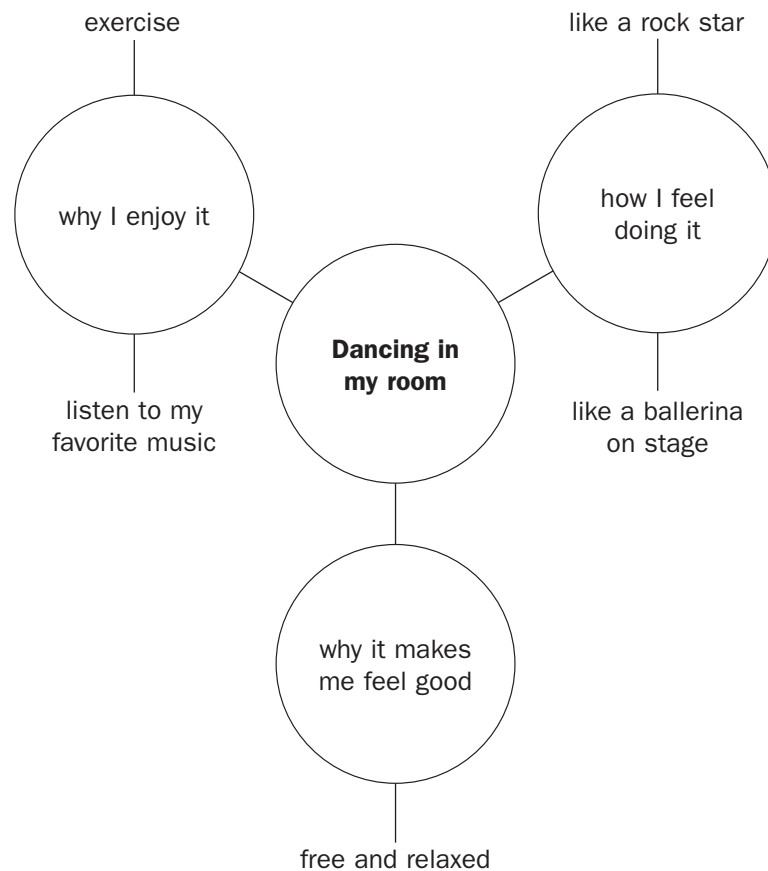 exercise
like a rock star
why I enjoy it
how I feel
doing it
Dancing in
my room
listen to my
favorite music
like a ballerina
on stage
why it makes
me feel good
free and relaxed